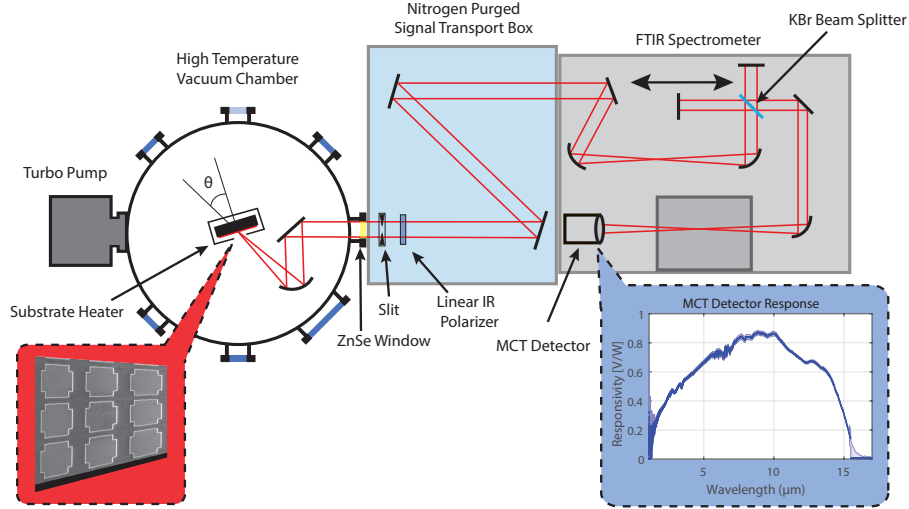 Nitrogen Purged
Signal Transport Box
KBr Beam Splitter
FTIR Spectrometer
High Temperature
Vacuum Chamber
Turbo Pump
θ
Substrate Heater
Slit
Linear IR
Polarizer
ZnSe Window
MCT Detector
MCT Detector Response
1
0.8
0.6
0.4
0.2
0
Responsivity [V/W]
5
10
15
Wavelength (μm)